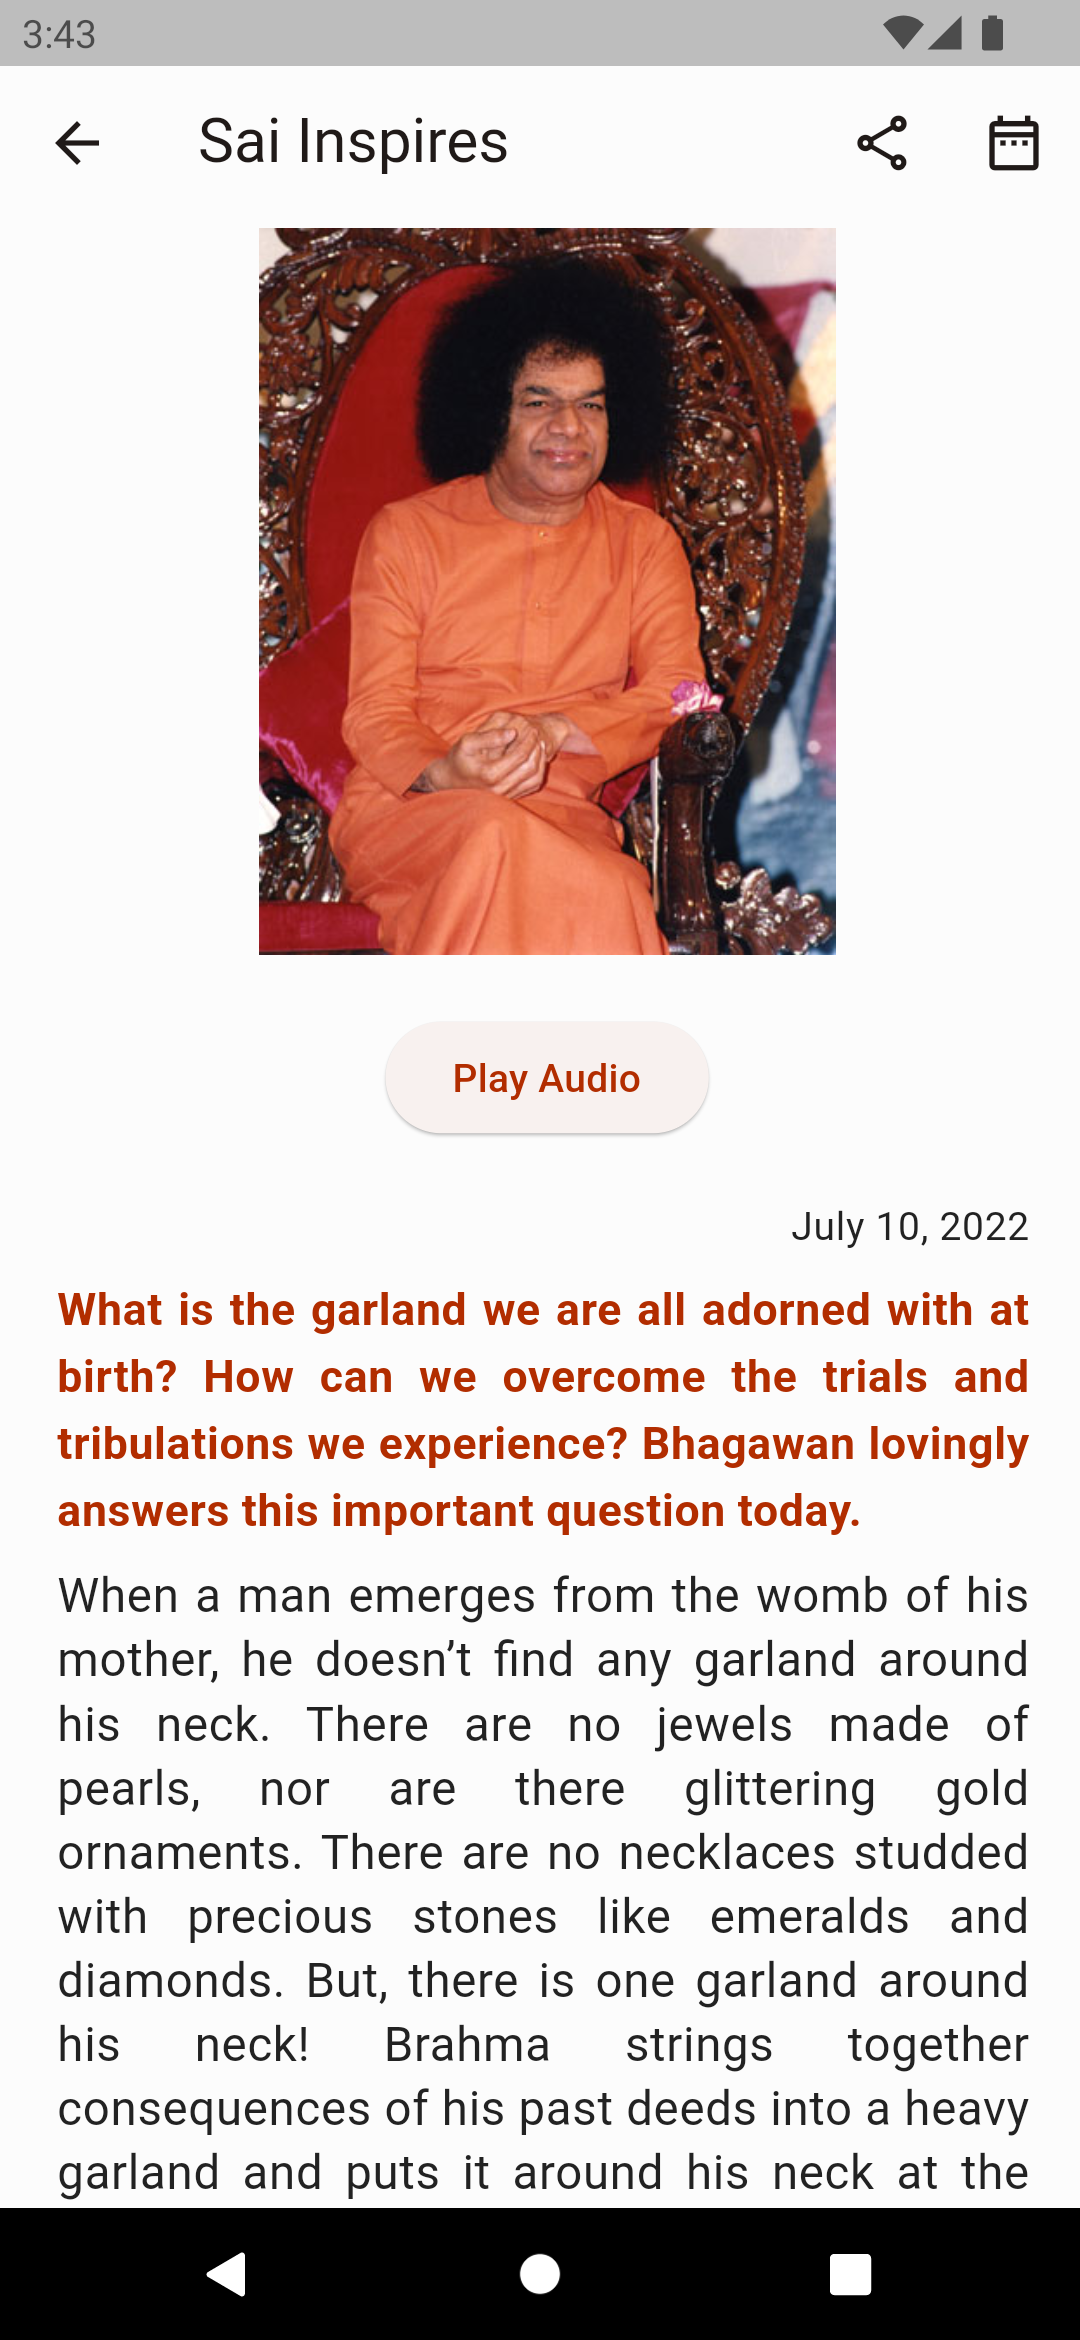 3:43
Sai Inspires
Play Audio
July 10, 2022
What is the garland we are all adorned with at
birth? How can we overcome the trials and
tribulations we experience? Bhagawan lovingly
answers this important question today.
When a man emerges from the womb of his
mother, he doesn’t find any garland around
his neck. There are no jewels made of
pearls, nor are there glittering gold
ornaments. There are no necklaces studded
with precious stones like emeralds and
diamonds. But, there is one garland around
his neck! Brahma strings together
consequences of his past deeds into a heavy
garland and puts it around his neck at the